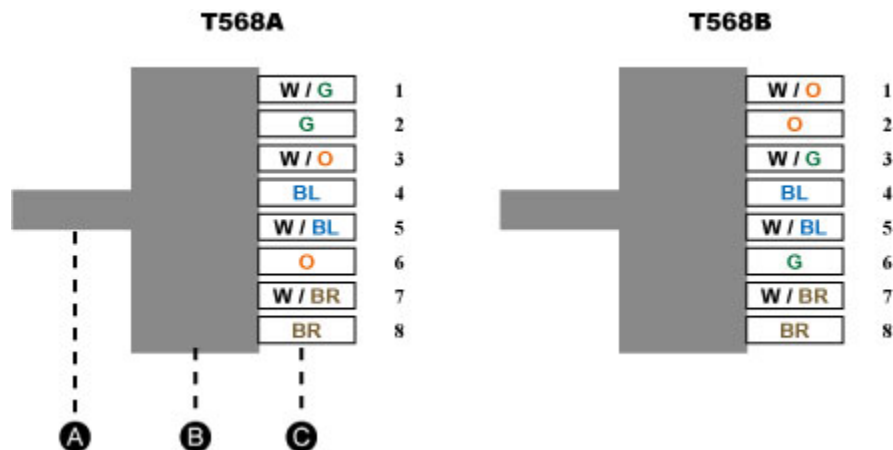 T568A
W / G 1
G 2
W / O 3
BL 4
W / BL 5
O 6
W / BR 7
BR 8
A B C
T568B
W / O 1
O 2
W / G 3
BL 4
W / BL 5
G 6
W / BR 7
BR 8